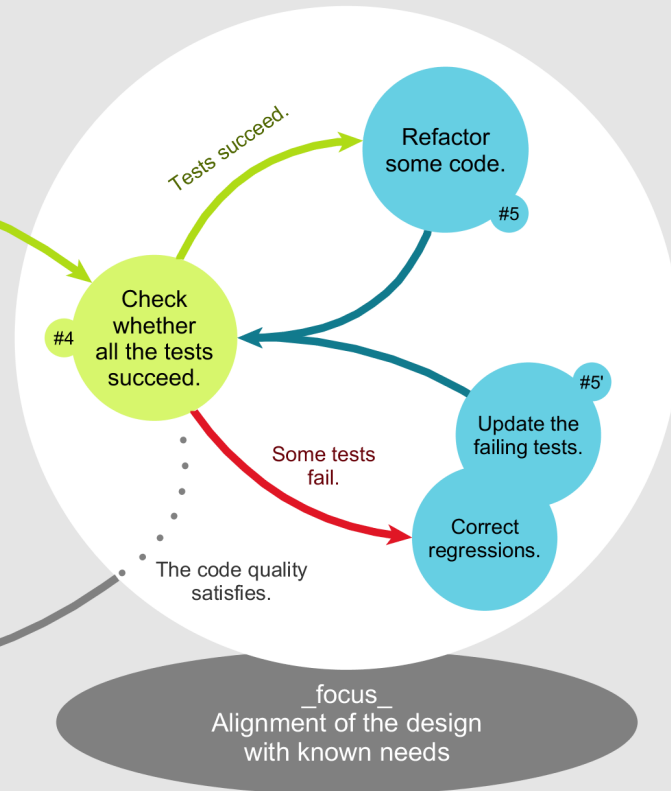 Tests succeed.
Refactor
some code.
#5
Check
whether
all the tests
succeed.
#4
#5'
Update the
failing tests.
Some tests
fail.
Correct
regressions.
The code quality
satisfies.
_focus_
Alignment of the design
with known needs